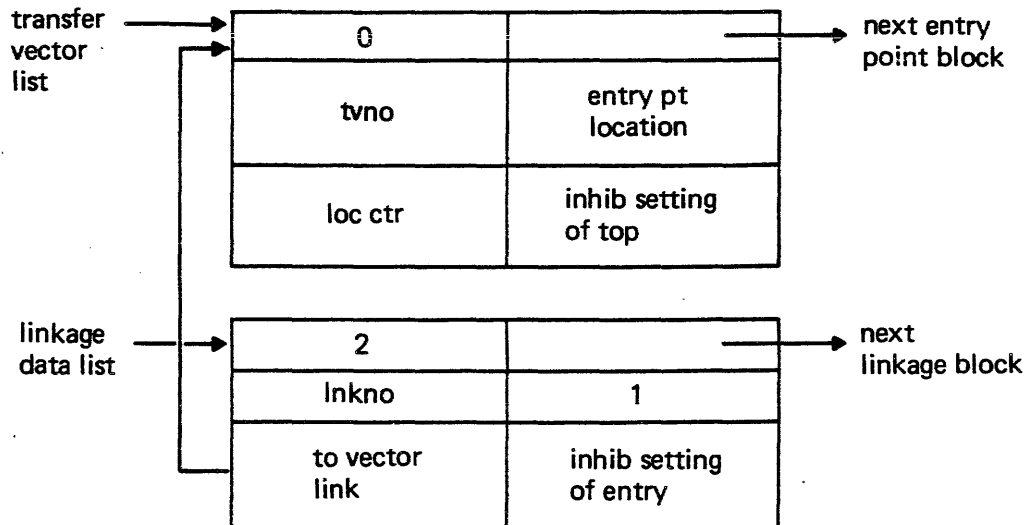 transfer
vector
list
0
next entry
point block
tvno
entry pt
location
loc ctr
inhib setting
of top
linkage
data list
2
next
linkage block
lnkno
1
to vector
link
inhib setting
of entry